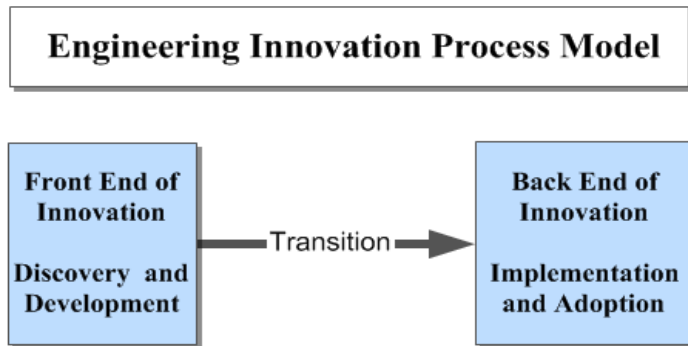 Engineering Innovation Process Model
Front End of
Innovation
Discovery and
Development
Transition
Back End of
Innovation
Implementation
and Adoption